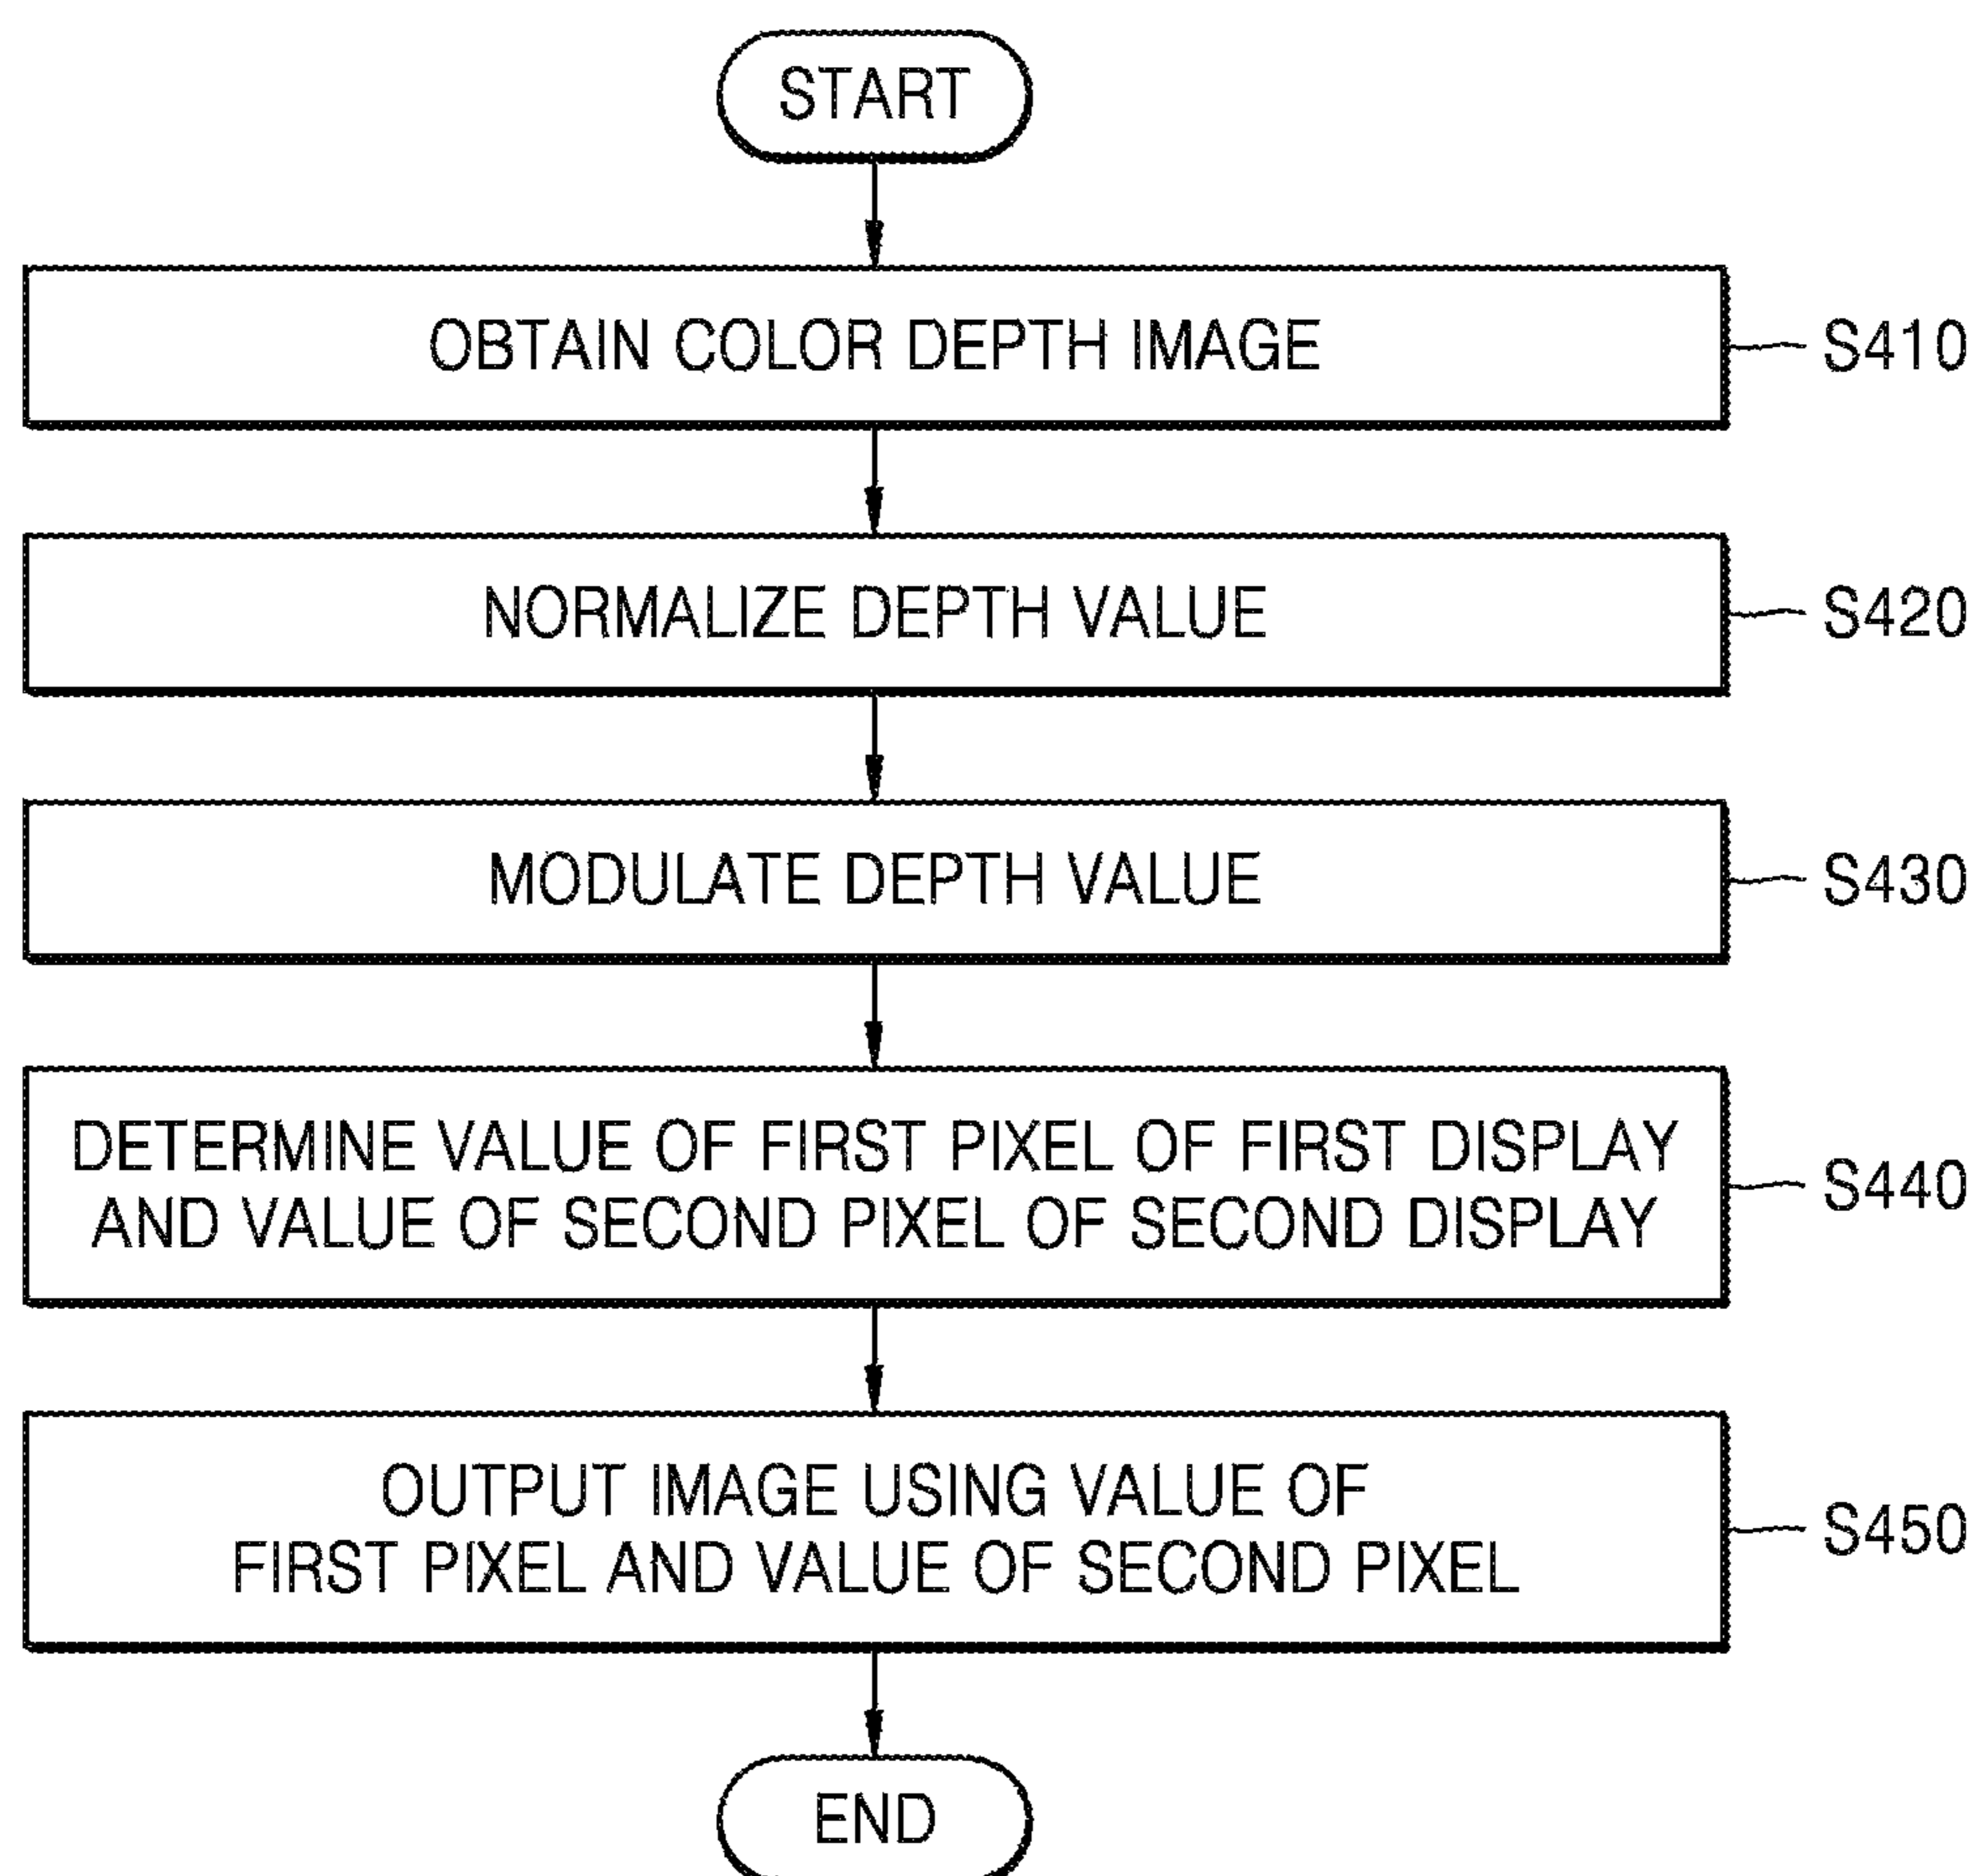 START
OBTAIN COLOR DEPTH IMAGE
S410
NORMALIZE DEPTH VALUE
S420
MODULATE DEPTH VALUE
S430
DETERMINE VALUE OF FIRST PIXEL OF FIRST DISPLAY
AND VALUE OF SECOND PIXEL OF SECOND DISPLAY
S440
OUTPUT IMAGE USING VALUE OF
FIRST PIXEL AND VALUE OF SECOND PIXEL
S450
END